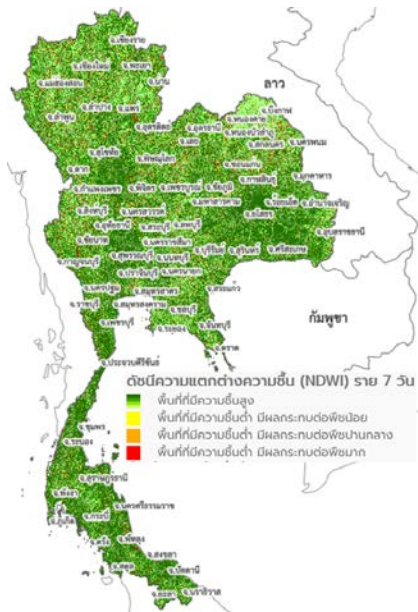 จ.เชียงราย
จ.เชียงใหม่
จ.พะเยา
จ.แม่ฮ่องสอน
จ.น่าน
ลาว
จ.ลำปาง
จ.แพร่
จ.บึงกาฬ
จ.หนองคาย
จ.ลำพูน
จ.อุตรดิตถ์
จ.อุดรธานี
จ.หนองบัวลำภู
จ.เลย
จ.สกลนคร
จ.นครพนม
จ.สุโขทัย
จ.พิษณุโลก
จ.ขอนแก่น
จ.ตาก
จ.กาฬสินธุ์
จ.มุกดาหาร
จ.กำแพงเพชร
จ.พิจิตร
จ.เพชรบูรณ์
จ.ชัยภูมิ
จ.มหาสารคาม
จ.ร้อยเอ็ด
จ.อำนาจเจริญ
จ.ยโสธร
จ.สิงห์บุรี
จ.นครสวรรค์
จ.อุทัยธานี
จ.สระบุรี
จ.ลพบุรี
จ.อุบลราชธานี
จ.ชัยนาท
จ.นครราชสีมา
จ.บุรีรัมย์
จ.สุรินทร์
จ.ศรีสะเกษ
จ.กาญจนบุรี
จ.สุพรรณบุรี
จ.นนทบุรี
จ.ปราจีนบุรี
จ.นครนายก
จ.นครปฐม
จ.สมุทรสาคร
จ.สระแก้ว
จ.ราชบุรี
จ.สมุทรสงคราม
จ.ชลบุรี
กัมพูชา
จ.เพชรบุรี
จ.ระยอง
จ.จันทบุรี
จ.ตราด
จ.ประจวบคีรีขันธ์
ดัชนีความแตกต่างความชื้น (NDWI) ราย 7 วัน
พื้นที่ที่มีความชื้นสูง
พื้นที่ที่มีความชื้นต่ำ มีผลกระทบต่อพืชน้อย
พื้นที่ที่มีความชื้นต่ำ มีผลกระทบต่อพืชปานกลาง
พื้นที่ที่มีความชื้นต่ำ มีผลกระทบต่อพืชมาก
จ.ชุมพร
จ.ระนอง
จ.สุราษฎร์ธานี
จ.พังงา
จ.นครศรีธรรมราช
จ.ภูเก็ต
จ.กระบี่
จ.ตรัง
จ.พัทลุง
จ.สงขลา
จ.สตูล
จ.ปัตตานี
จ.ยะลา
จ.นราธิวาส